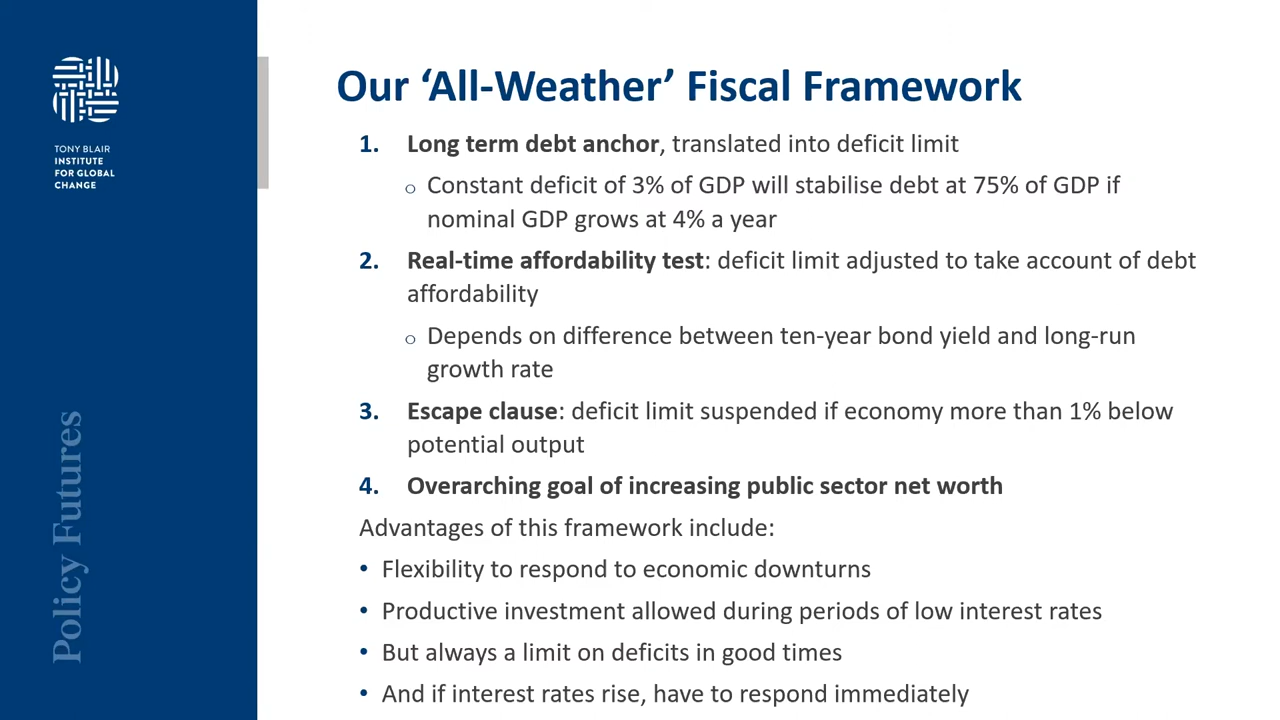 TONY BLAIR
INSTITUTE
FOR GLOBAL
CHANGE
Policy Futures
Our ‘All-Weather’ Fiscal Framework
1. Long term debt anchor, translated into deficit limit
o Constant deficit of 3% of GDP will stabilise debt at 75% of GDP if
nominal GDP grows at 4% a year
2. Real-time affordability test: deficit limit adjusted to take account of debt
affordability
o Depends on difference between ten-year bond yield and long-run
growth rate
3. Escape clause: deficit limit suspended if economy more than 1% below
potential output
4. Overarching goal of increasing public sector net worth
Advantages of this framework include:
• Flexibility to respond to economic downturns
• Productive investment allowed during periods of low interest rates
• But always a limit on deficits in good times
• And if interest rates rise, have to respond immediately